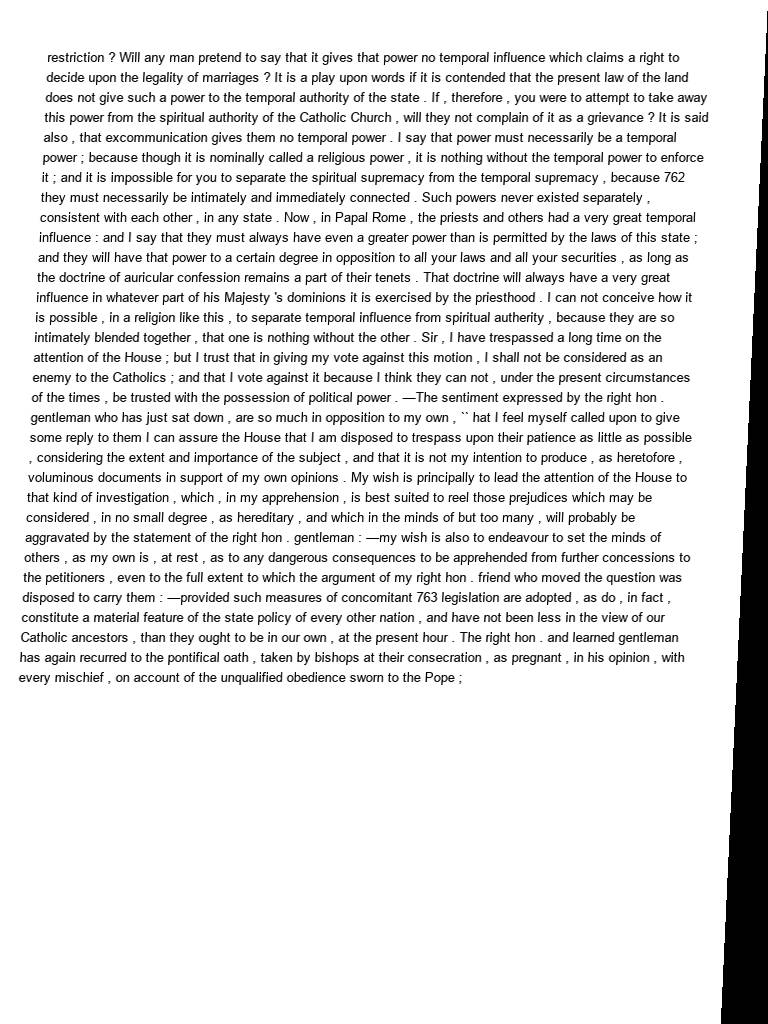 restriction ? Will any man pretend to say that it gives that power no temporal influence which claims a right to
decide upon the legality of marriages ? It is a play upon words if it is contended that the present law of the land
does not give such a power to the temporal authority of the state . If , therefore , you were to attempt to take away
this power from the spiritual authority of the Catholic Church , will they not complain of it as a grievance ? It is said
also , that excommunication gives them no temporal power . I say that power must necessarily be a temporal
power ; because though it is nominally called a religious power , it is nothing without the temporal power to enforce
it ; and it is impossible for you to separate the spiritual supremacy from the temporal supremacy , because 762
they must necessarily be intimately and immediately connected . Such powers never existed separately ,
consistent with each other , in any state . Now , in Papal Rome , the priests and others had a very great temporal
influence : and I say that they must always have even a greater power than is permitted by the laws of this state ;
and they will have that power to a certain degree in opposition to all your laws and all your securities , as long as
the doctrine of auricular confession remains a part of their tenets . That doctrine will always have a very great
influence in whatever part of his Majesty 's dominions it is exercised by the priesthood . I can not conceive how it
is possible , in a religion like this , to separate temporal influence from spiritual autherity , because they are so
intimately blended together , that one is nothing without the other . Sir , I have trespassed a long time on the
attention of the House ; but I trust that in giving my vote against this motion , I shall not be considered as an
enemy to the Catholics ; and that I vote against it because I think they can not , under the present circumstances
of the times , be trusted with the possession of political power . —The sentiment expressed by the right hon .
gentleman who has just sat down , are so much in opposition to my own , `` hat I feel myself called upon to give
some reply to them I can assure the House that I am disposed to trespass upon their patience as little as possible
, considering the extent and importance of the subject , and that it is not my intention to produce , as heretofore ,
voluminous documents in support of my own opinions . My wish is principally to lead the attention of the House to
that kind of investigation , which , in my apprehension , is best suited to reel those prejudices which may be
considered , in no small degree , as hereditary , and which in the minds of but too many , will probably be
aggravated by the statement of the right hon . gentleman : —my wish is also to endeavour to set the minds of
others , as my own is , at rest , as to any dangerous consequences to be apprehended from further concessions to
the petitioners , even to the full extent to which the argument of my right hon . friend who moved the question was
disposed to carry them : —provided such measures of concomitant 763 legislation are adopted , as do , in fact ,
constitute a material feature of the state policy of every other nation , and have not been less in the view of our
Catholic ancestors , than they ought to be in our own , at the present hour . The right hon . and learned gentleman
has again recurred to the pontifical oath , taken by bishops at their consecration , as pregnant , in his opinion , with
every mischief , on account of the unqualified obedience sworn to the Pope ;